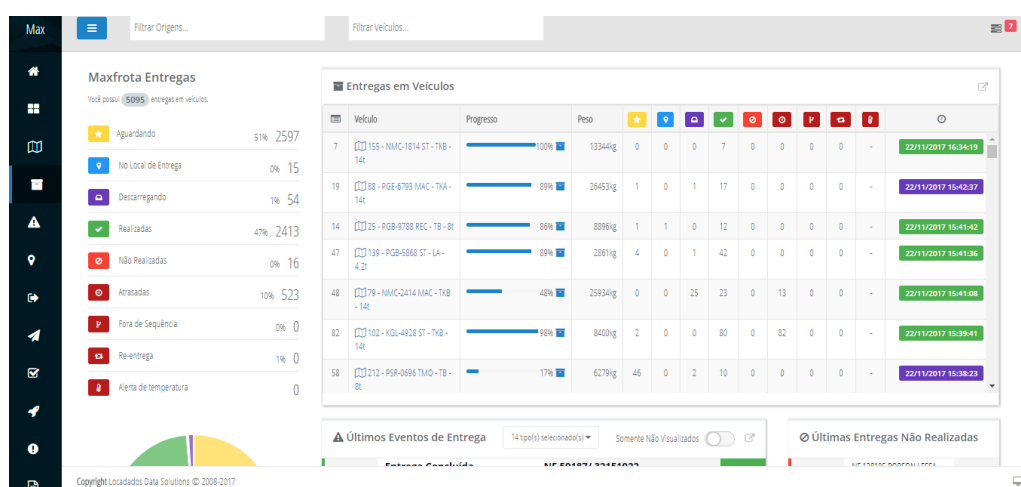 Max
Filtrar Origens...
Filtrar Veículos...
7
Maxfrota Entregas
Você possui 5095 entregas em veículos.
Aguardando 51% 2597
No Local de Entrega 0% 15
Descarregando 1% 54
Realizadas 47% 2413
Não Realizadas 0% 16
Atrasadas 10% 523
Fora de Sequência 0% 0
Re-entrega 1% 0
Alerta de temperatura 0
Entregas em Veículos
Veículo Progresso Peso
7 155 - NMC-1814 ST - TKB - 100% 13344kg 0 0 0 7 0 0 0 0 - 22/11/2017 16:34:19
14t
19 88 - PGE-6793 MAC - TKA - 89% 26453kg 1 0 1 17 0 0 0 0 - 22/11/2017 15:42:37
14t
14 25 - PGB-9788 REC - TB - 8t 86% 8896kg 1 1 0 12 0 0 0 0 - 22/11/2017 15:41:42
47 139 - PGB-5868 ST - LA - 89% 2861kg 4 0 1 42 0 0 0 0 - 22/11/2017 15:41:36
4.2t
48 79 - NMC-2414 MAC - TKB 48% 25934kg 0 0 25 23 0 13 0 0 - 22/11/2017 15:41:08
- 14t
82 102 - KGL-4928 ST - TKB - 98% 8400kg 2 0 0 80 0 82 0 0 - 22/11/2017 15:39:41
14t
58 212 - PSR-0696 TMO - TB - 17% 6279kg 46 0 2 10 0 0 0 0 - 22/11/2017 15:38:23
8t
Últimos Eventos de Entrega
14 tipo(s) selecionado(s)
Somente Não Visualizados
Últimas Entregas Não Realizadas
Entrega Concluída NF 50187/ 32151022
Copyright Locadados Data Solutions © 2008-2017